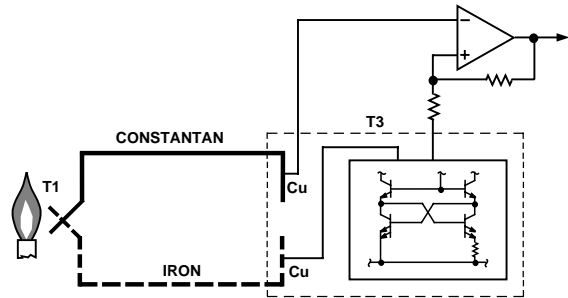 −
+
T3
CONSTANTAN
T1
Cu
Cu
IRON